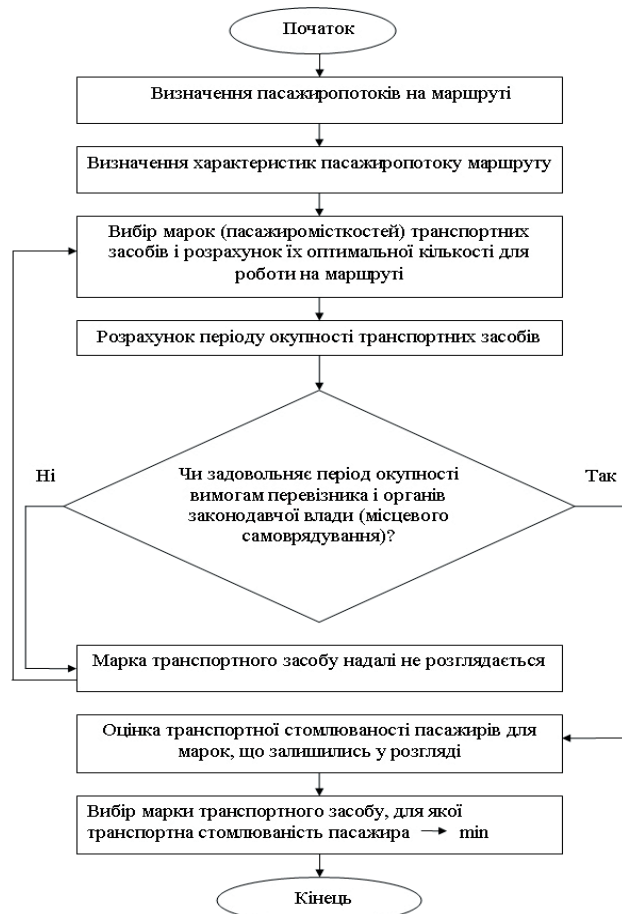 Початок
Визначення пасажиропотоків на маршруті
Визначення характеристик пасажиропотоку маршруту
Вибір марок (пасажиромісткостей) транспортних
засобів і розрахунок їх оптимальної кількості для
роботи на маршруті
Розрахунок періоду окупності транспортних засобів
Ні
Чи задовольняє період окупності
вимогам перевізника і органів
законодавчої влади (місцевого
самоврядування)?
Так
Марка транспортного засобу надалі не розглядається
Оцінка транспортної стомлюваності пасажирів для
марок, що залишились у розгляді
Вибір марки транспортного засобу, для якої
транспортна стомлюваність пасажира → min
Кінець